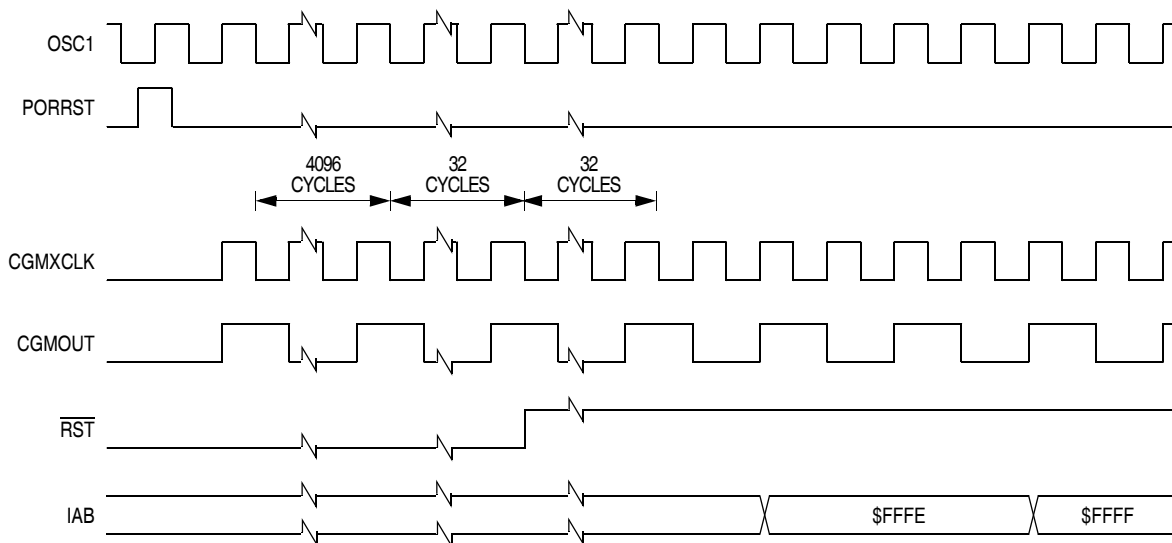 OSC1
PORRST
4096
CYCLES
32
CYCLES
32
CYCLES
CGMXCLK
CGMOUT
RST
IAB
$FFFE
$FFFF